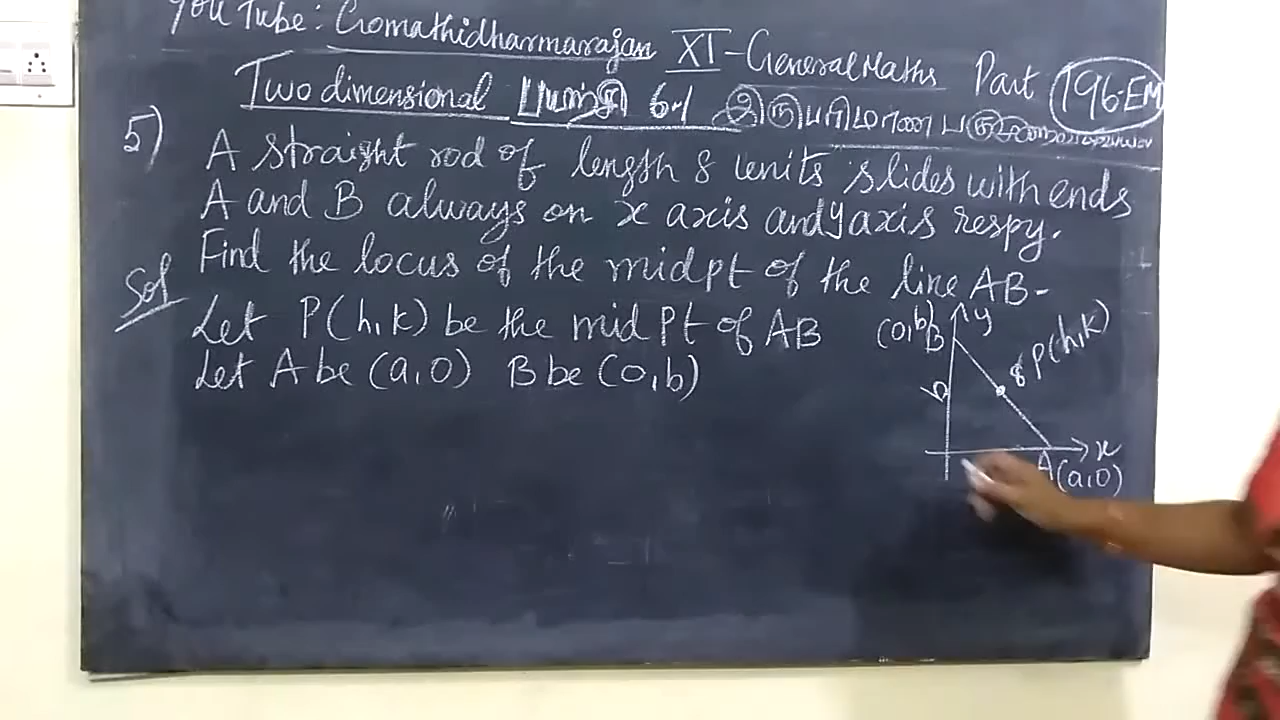 You Tube: Gomathidharmarajan XI-General Maths Part 196-EM
Two dimensional
5) A straight rod of length 8 units slides with ends
A and B always on x axis and y axis respy.
Find the locus of the midpt of the line AB-
Sol
Let P(h,k) be the mid Pt of AB
Let A be (a,0) B be (0,b)
(0,b) B y
8 P(h,k)
b
x
A (a,0)